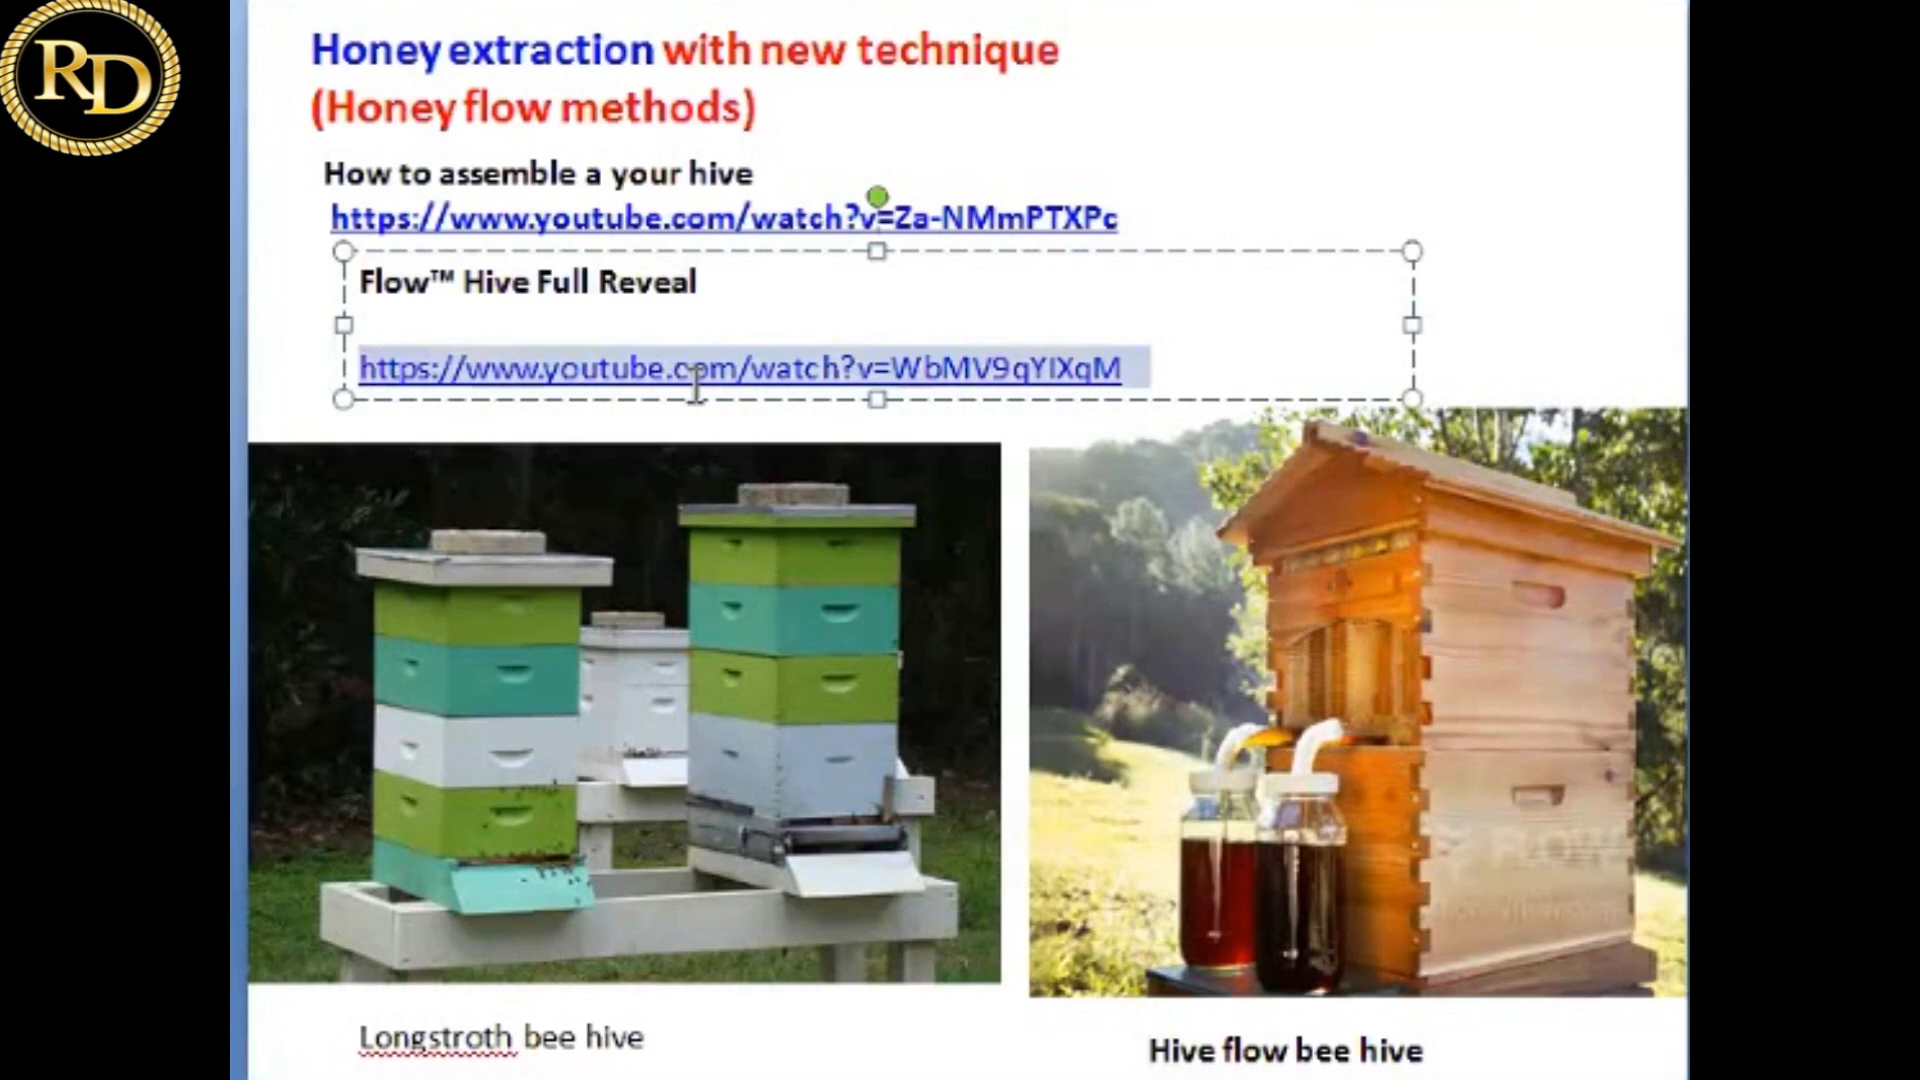 RD
Honey extraction with new technique
(Honey flow methods)
How to assemble a your hive
https://www.youtube.com/watch?v=Za-NMmPTXPc
Flow™ Hive Full Reveal
https://www.youtube.com/watch?v=WbMV9qYIXqM
FLOW
Longstroth bee hive
Hive flow bee hive